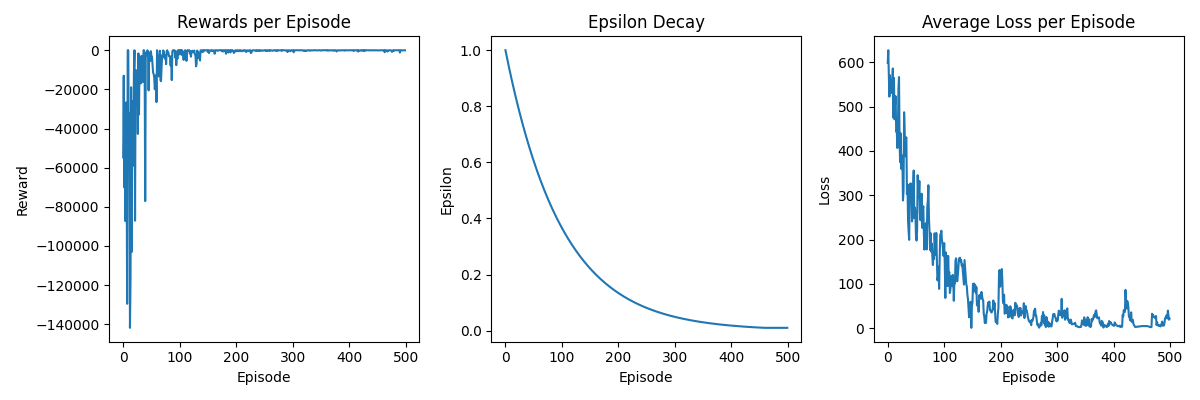 Rewards per Episode
0
−20000
−40000
−60000
−80000
−100000
−120000
−140000
Reward
0 100 200 300 400 500
Episode
Epsilon Decay
1.0
0.8
0.6
0.4
0.2
0.0
Epsilon
0 100 200 300 400 500
Episode
Average Loss per Episode
600
500
400
300
200
100
0
Loss
0 100 200 300 400 500
Episode